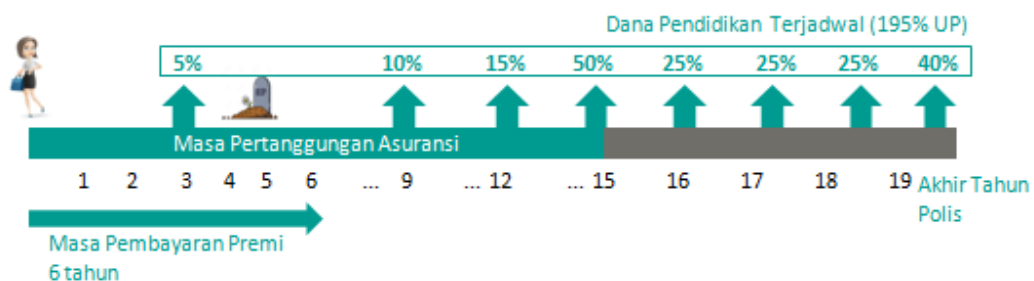 Dana Pendidikan Terjadwal (195% UP)
5% 10% 15% 50% 25% 25% 25% 40%
RIP
Masa Pertanggungan Asuransi
1 2 3 4 5 6 ... 9 ... 12 ... 15 16 17 18 19 Akhir Tahun
Polis
Masa Pembayaran Premi
6 tahun